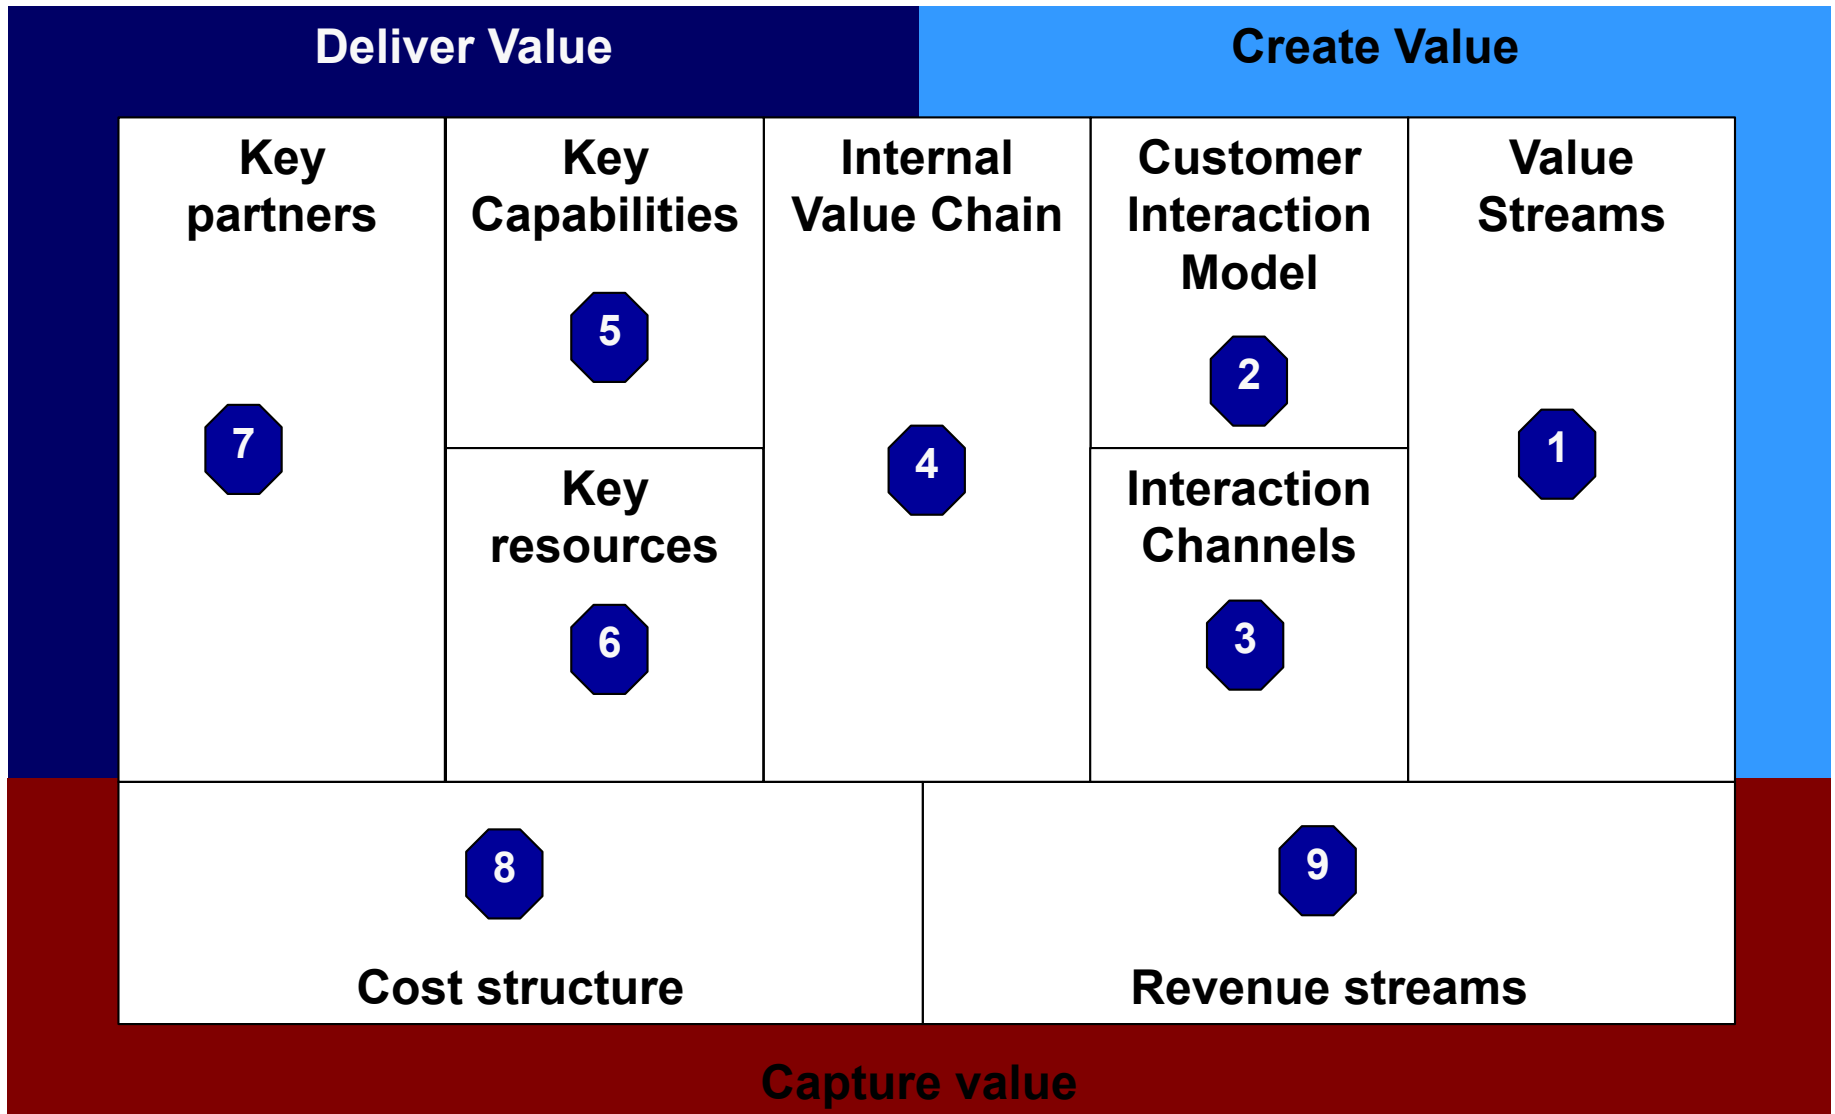 Deliver Value
Create Value
Key
partners
7
Key
Capabilities
5
Key
resources
6
Internal
Value Chain
4
Customer
Interaction
Model
2
Interaction
Channels
3
Value
Streams
1
8
Cost structure
9
Revenue streams
Capture value